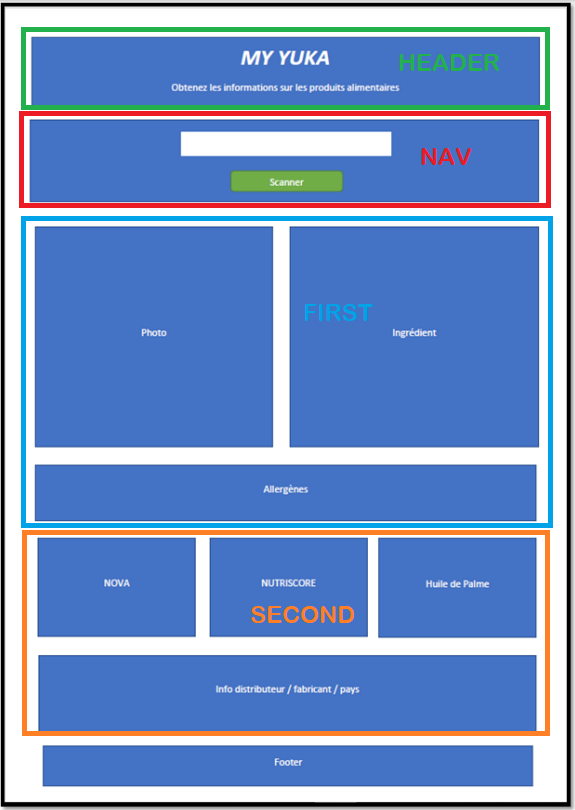 MY YUKA
HEADER
Obtenez les informations sur les produits alimentaires
NAV
Scanner
FIRST
Photo
Ingrédient
Allergènes
NOVA
NUTRISCORE
Huile de Palme
SECOND
Info distributeur / fabricant / pays
Footer